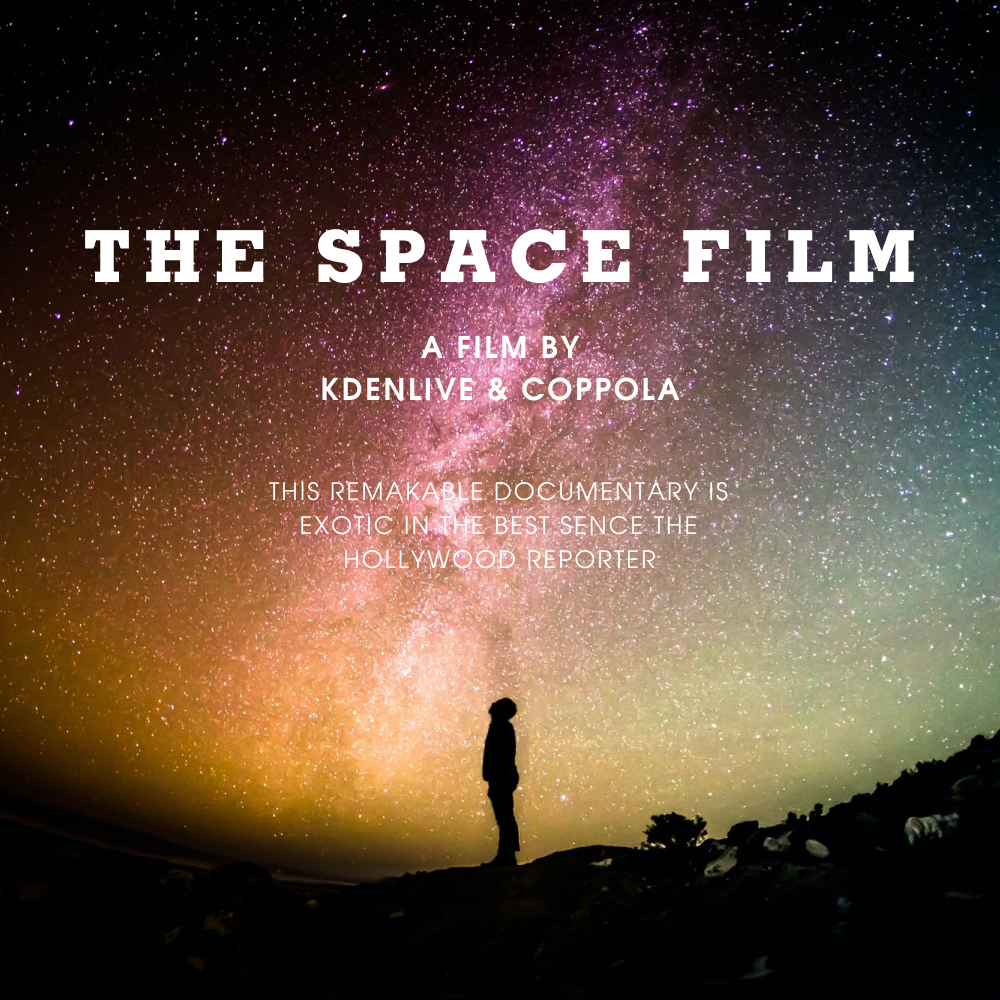 THE SPACE FILM
A FILM BY
KDENLIVE & COPPOLA
THIS REMAKABLE DOCUMENTARY IS
EXOTIC IN THE BEST SENCE THE
HOLLYWOOD REPORTER